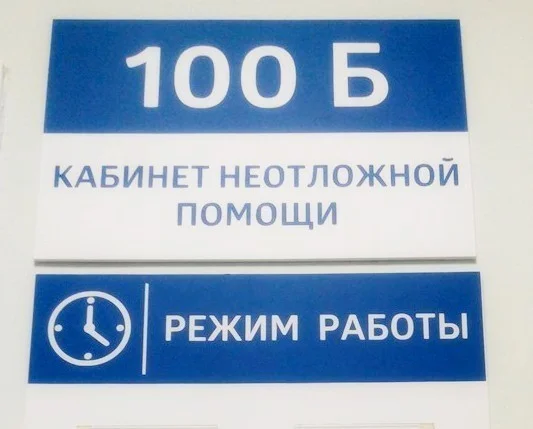 100 Б
КАБИНЕТ НЕОТЛОЖНОЙ
ПОМОЩИ
РЕЖИМ РАБОТЫ